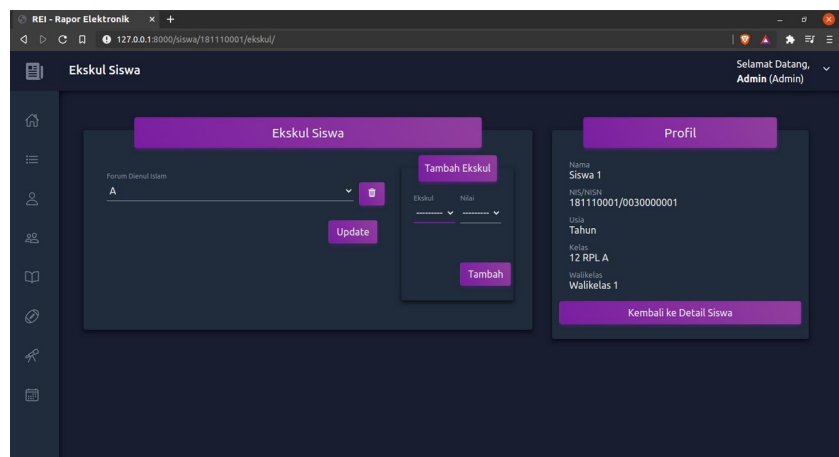 REI - Rapor Elektronik
127.0.0.1:8000/siswa/181110001/ekskul/
Ekskul Siswa
Selamat Datang,
Admin (Admin)
Ekskul Siswa
Forum Dienul Islam
A
Update
Tambah Ekskul
Ekskul Nilai
--------- ---------
Tambah
Profil
Nama
Siswa 1
NIS/NISN
181110001/0030000001
Usia
Tahun
Kelas
12 RPL A
Walikelas
Walikelas 1
Kembali ke Detail Siswa